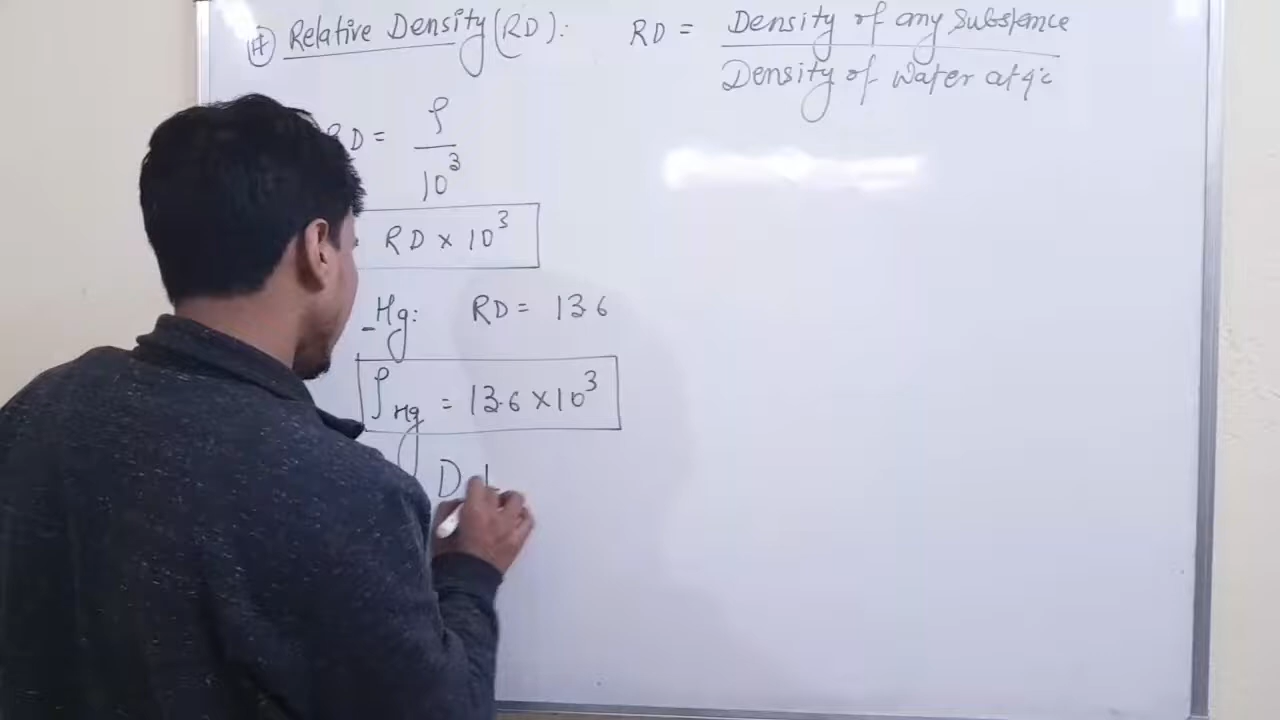 # Relative Density (RD): RD = Density of any Substance
Density of Water at 4°c
RD = ρ
10³
RD × 10³
Hg: RD = 13.6
ρHg = 13.6 × 10³
D